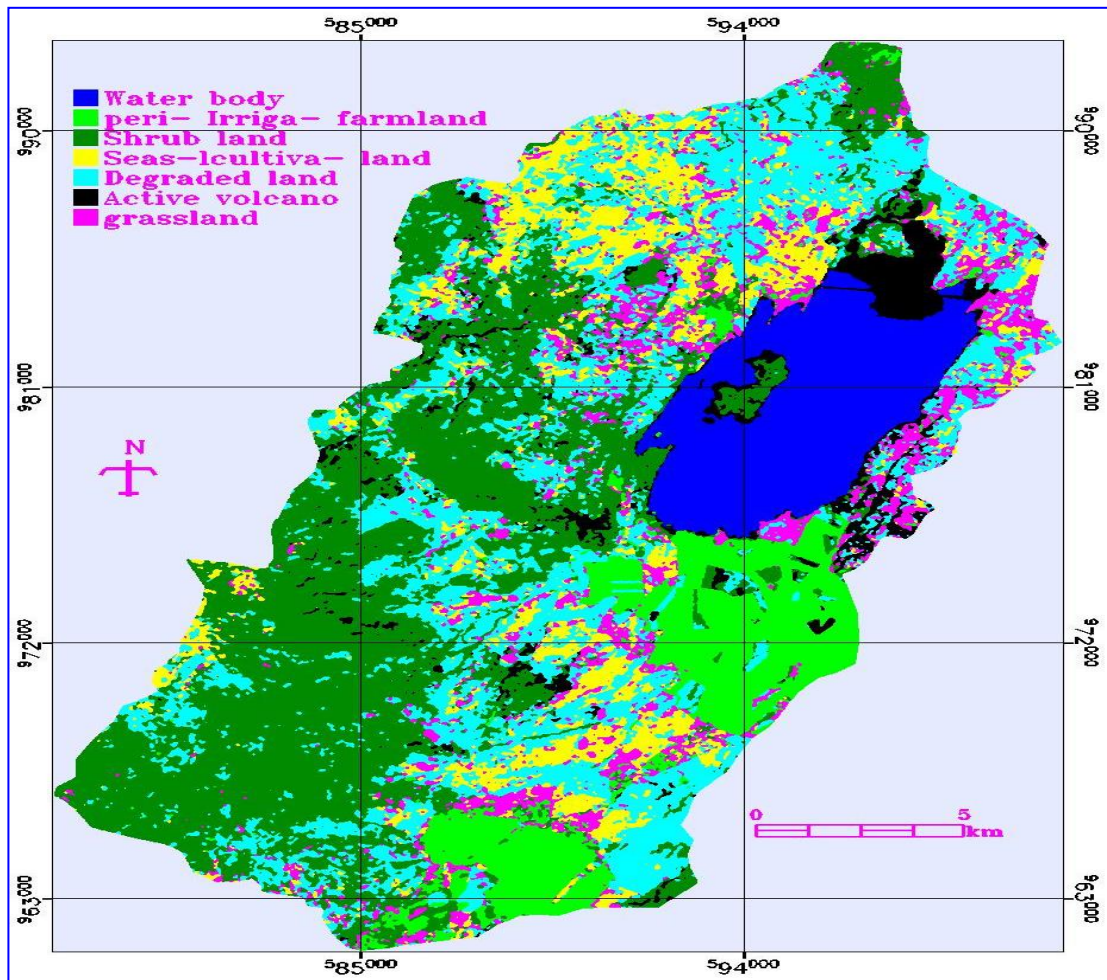 585000 594000
Water body
peri- Irriga- farmland
Shrub land
Seas-lcultiva- land
Degraded land
Active volcano
grassland
990000 990000
981000 981000
N
972000 972000
0 5
km
963000 963000
585000 594000